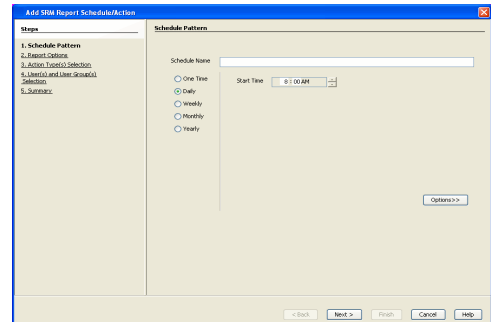 Add SRM Report Schedule/Action
Steps
1. Schedule Pattern
2. Report Options
3. Action Type(s) Selection
4. User(s) and User Group(s)
Selection
5. Summary
Schedule Pattern
Schedule Name
One Time
Daily
Weekly
Monthly
Yearly
Start Time
8 : 00 AM
Options>>
< Back
Next >
Finish
Cancel
Help